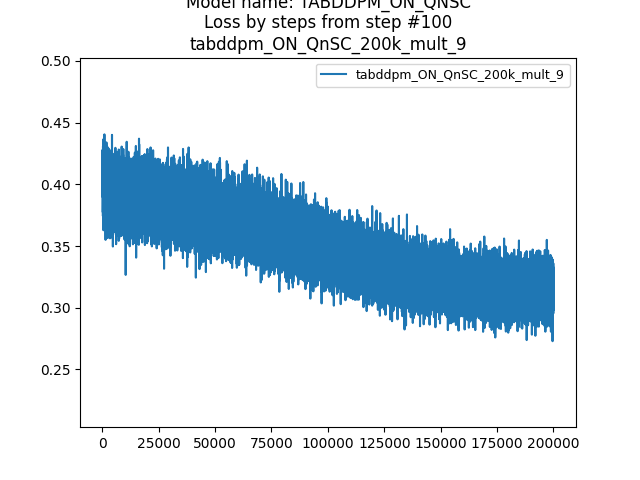 Model name: TABDDPM_ON_QNSC
Loss by steps from step #100
tabddpm_ON_QnSC_200k_mult_9
tabddpm_ON_QnSC_200k_mult_9
0.50
0.45
0.40
0.35
0.30
0.25
0 25000 50000 75000 100000 125000 150000 175000 200000